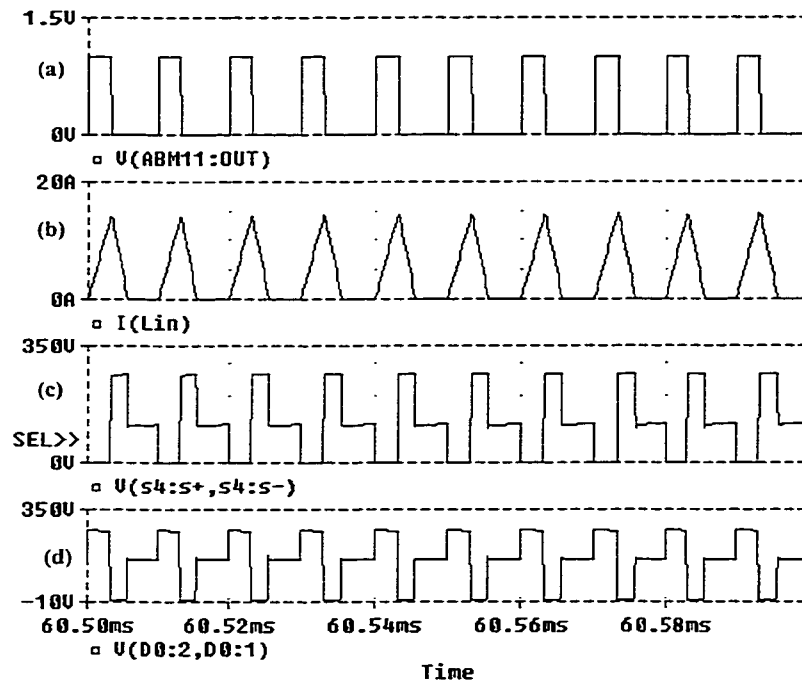 1.5V
(a)
0V
V(ABM11:OUT)
20A
(b)
0A
I(Lin)
350V
(c)
SEL>>
0V
V(s4:s+,s4:s-)
350V
(d)
-10V
60.50ms 60.52ms 60.54ms 60.56ms 60.58ms
V(D0:2,D0:1)
Time